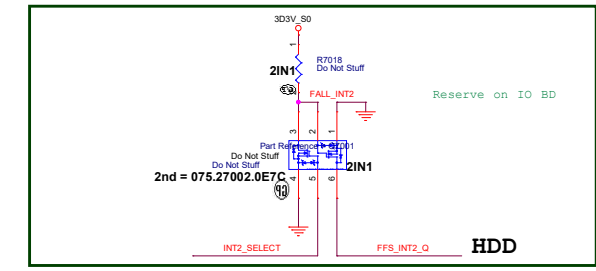 3D3V_S0
1
R7018
Do Not Stuff
2IN1
2
FALL_INT2
Reserve on IO BD
3
2
1
Part Reference
Do Not Stuff
Do Not Stuff
2IN1
2nd = 075.27002.0E7C
4
5
6
INT2_SELECT
FFS_INT2_Q
HDD